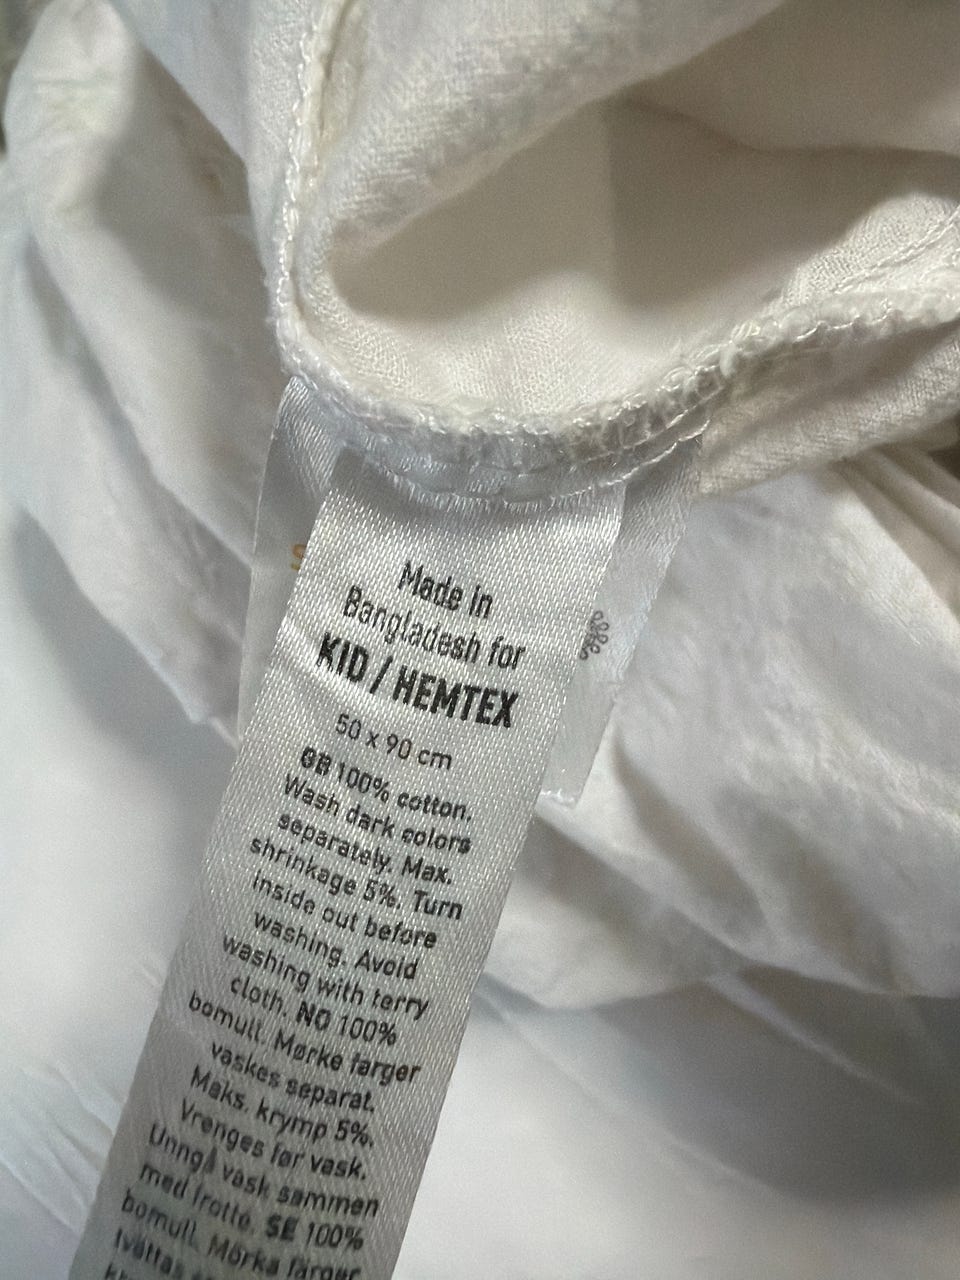 Made in
Bangladesh for
KID / HEMTEX
50 x 90 cm
GB 100% cotton.
Wash dark colors
separately. Max.
shrinkage 5%. Turn
inside out before
washing. Avoid
washing with terry
cloth. NO 100%
bomull. Mørke farger
vaskes separat.
Maks. krymp 5%.
Vrenges før vask.
Unngå vask sammen
med frotté. SE 100%
bomull. Mörka färger
tvättas